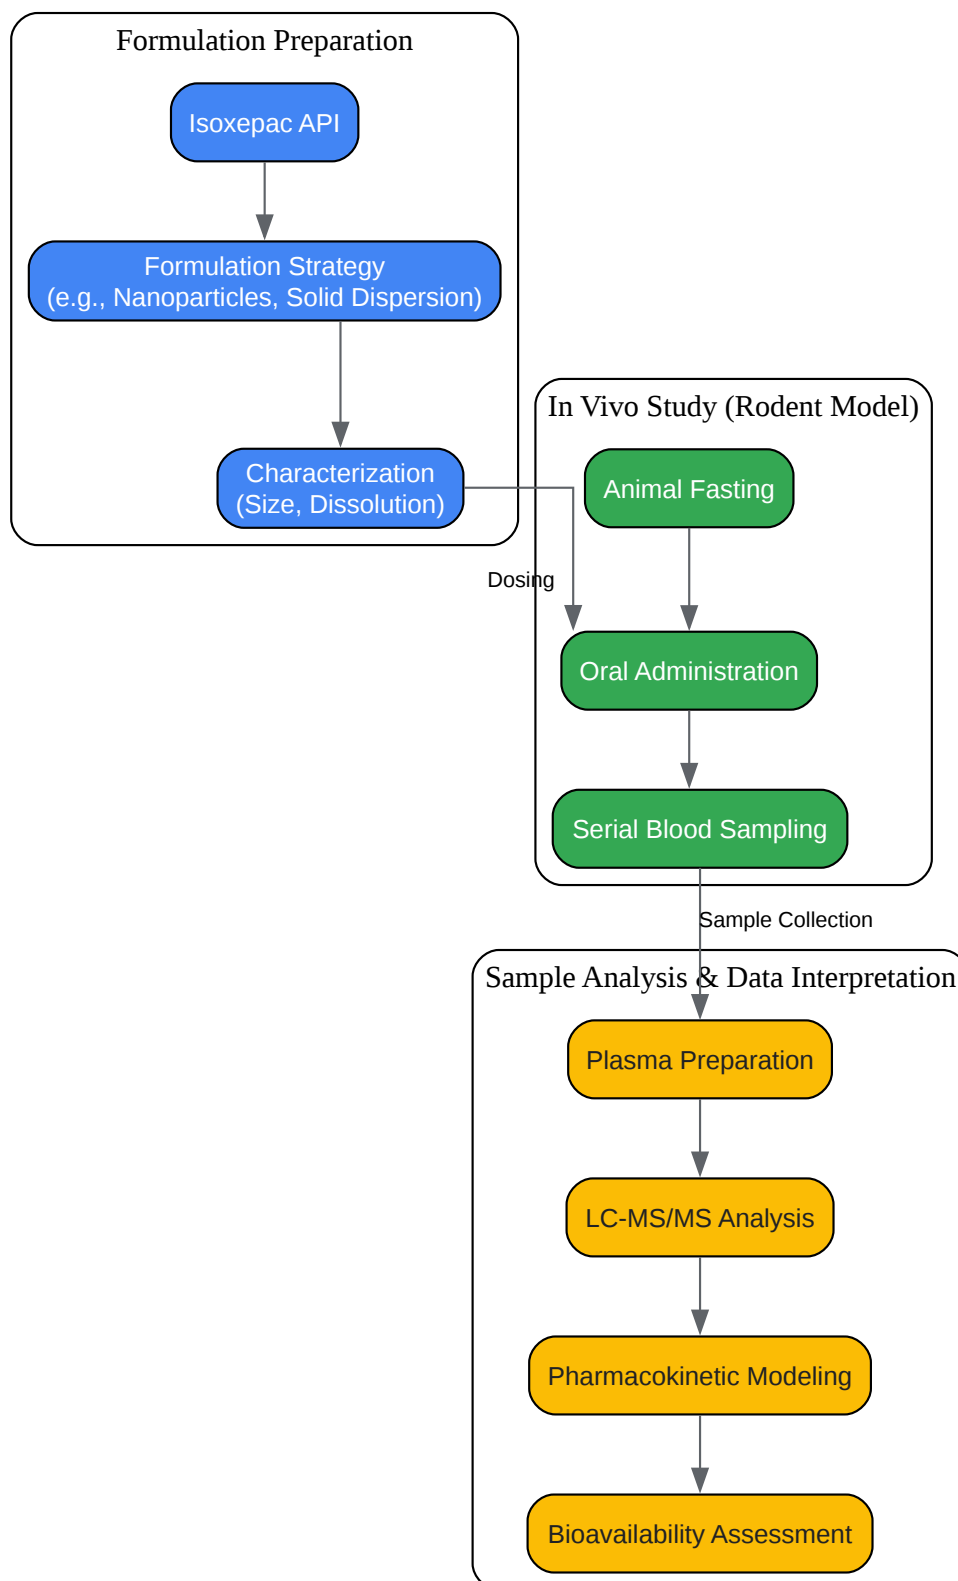 Formulation Preparation
Isoxepac API
Formulation Strategy
(e.g., Nanoparticles, Solid Dispersion)
Characterization
(Size, Dissolution)
In Vivo Study (Rodent Model)
Animal Fasting
Dosing
Oral Administration
Serial Blood Sampling
Sample Collection
Sample Analysis & Data Interpretation
Plasma Preparation
LC-MS/MS Analysis
Pharmacokinetic Modeling
Bioavailability Assessment